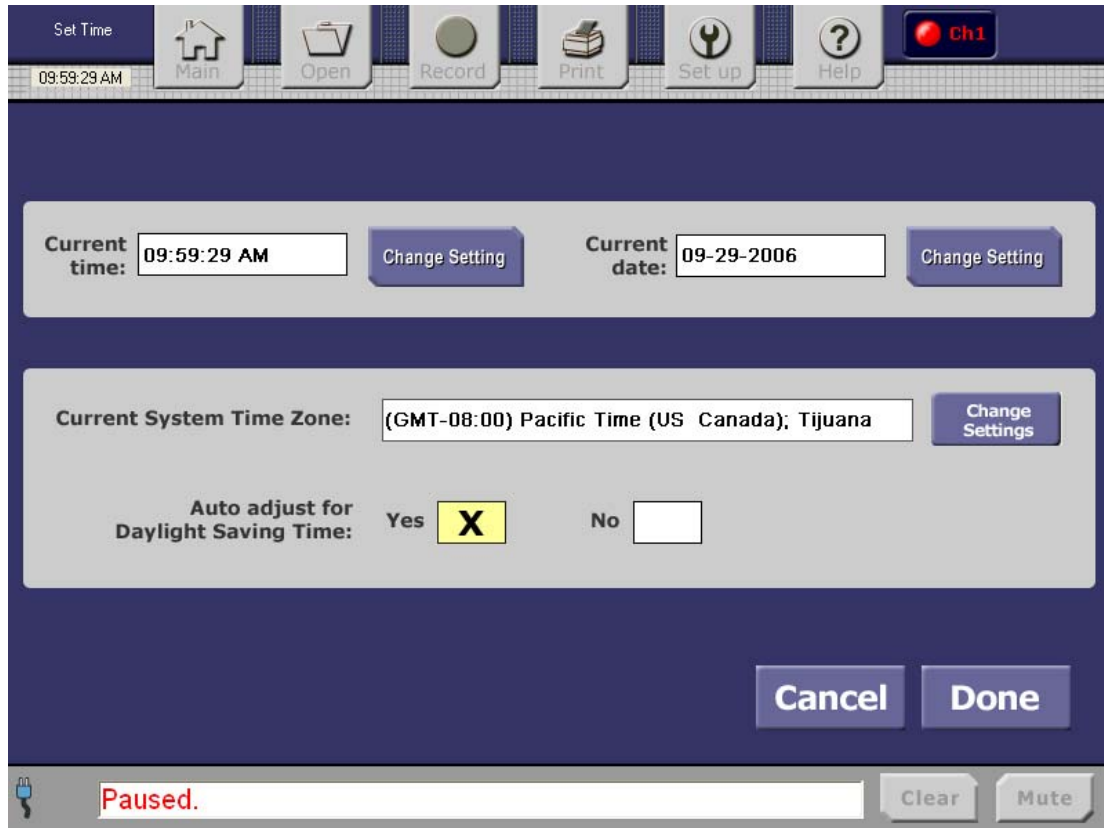 Set Time
09:59:29 AM
Main
Open
Record
Print
Set up
?
Help
Ch1
Current time:
09:59:29 AM
Change Setting
Current date:
09-29-2006
Change Setting
Current System Time Zone:
(GMT-08:00) Pacific Time (US  Canada); Tijuana
Change
Settings
Auto adjust for
Daylight Saving Time:
Yes
X
No
Cancel
Done
Paused.
Clear
Mute